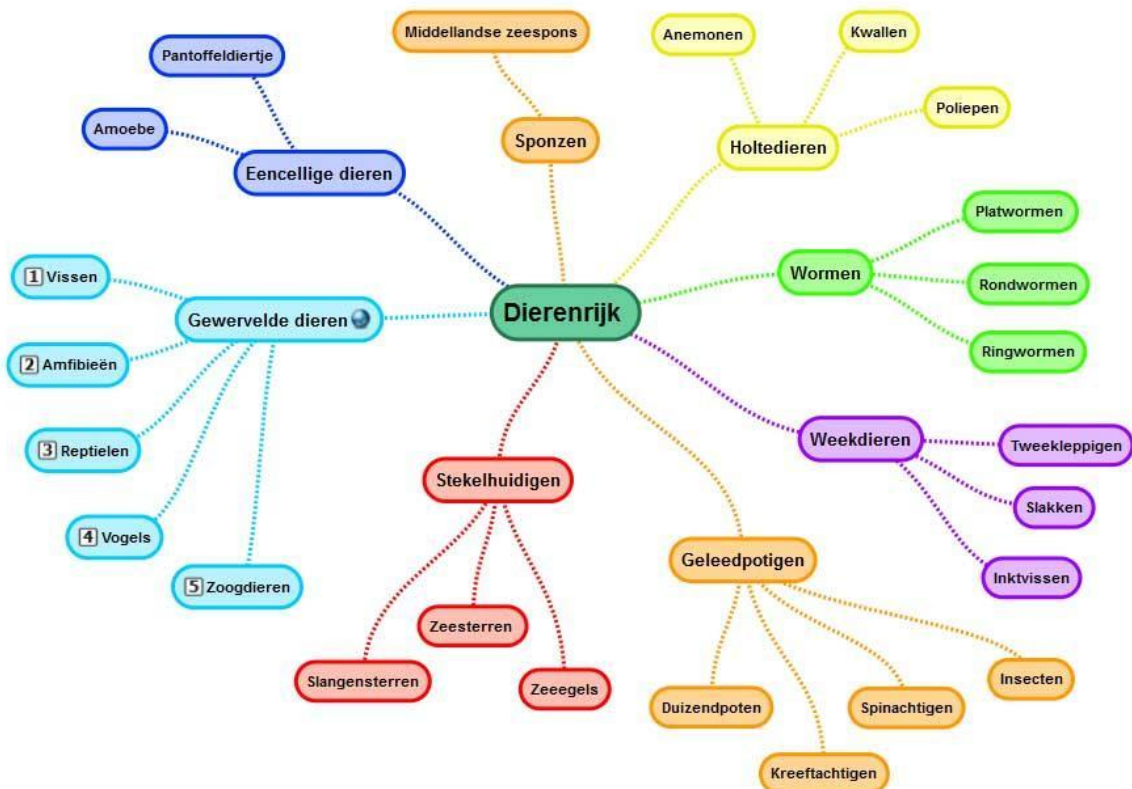 Dierenrijk
Eencellige dieren
Pantoffeldiertje
Amoebe
Sponzen
Middellandse zeespons
Holtedieren
Anemonen
Kwallen
Poliepen
Wormen
Platwormen
Rondwormen
Ringwormen
Weekdieren
Tweekleppigen
Slakken
Inktvissen
Geleedpotigen
Insecten
Spinachtigen
Kreeftachtigen
Duizendpoten
Stekelhuidigen
Slangensterren
Zeesterren
Zeeegels
Gewervelde dieren
1 Vissen
2 Amfibieën
3 Reptielen
4 Vogels
5 Zoogdieren